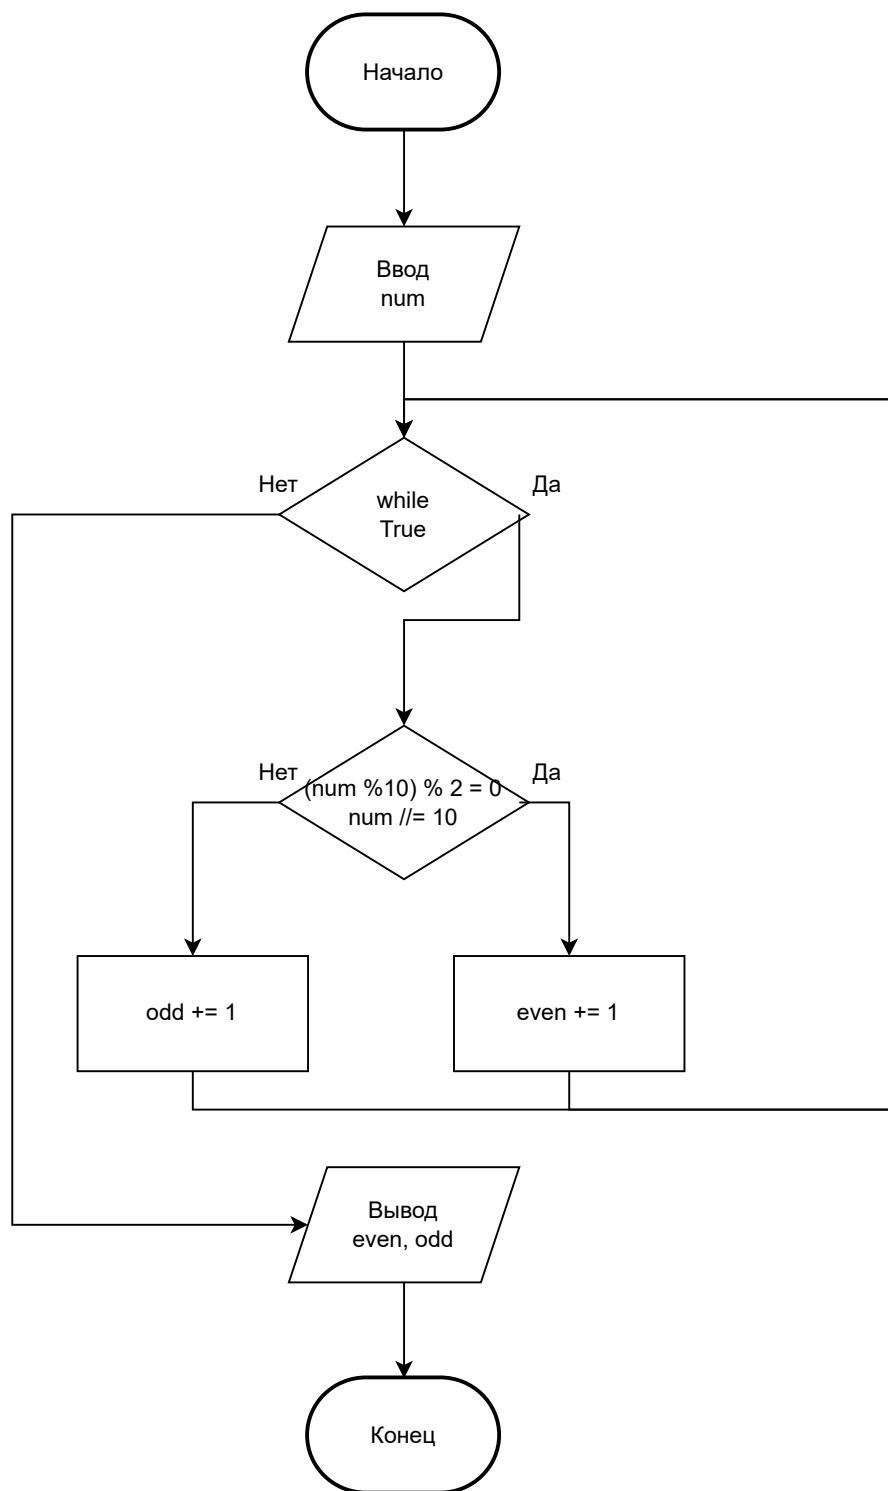 Начало
Ввод
num
Нет
Да
while
True
Нет
Да
(num %10) % 2 = 0
num //= 10
odd += 1
even += 1
Вывод
even, odd
Конец